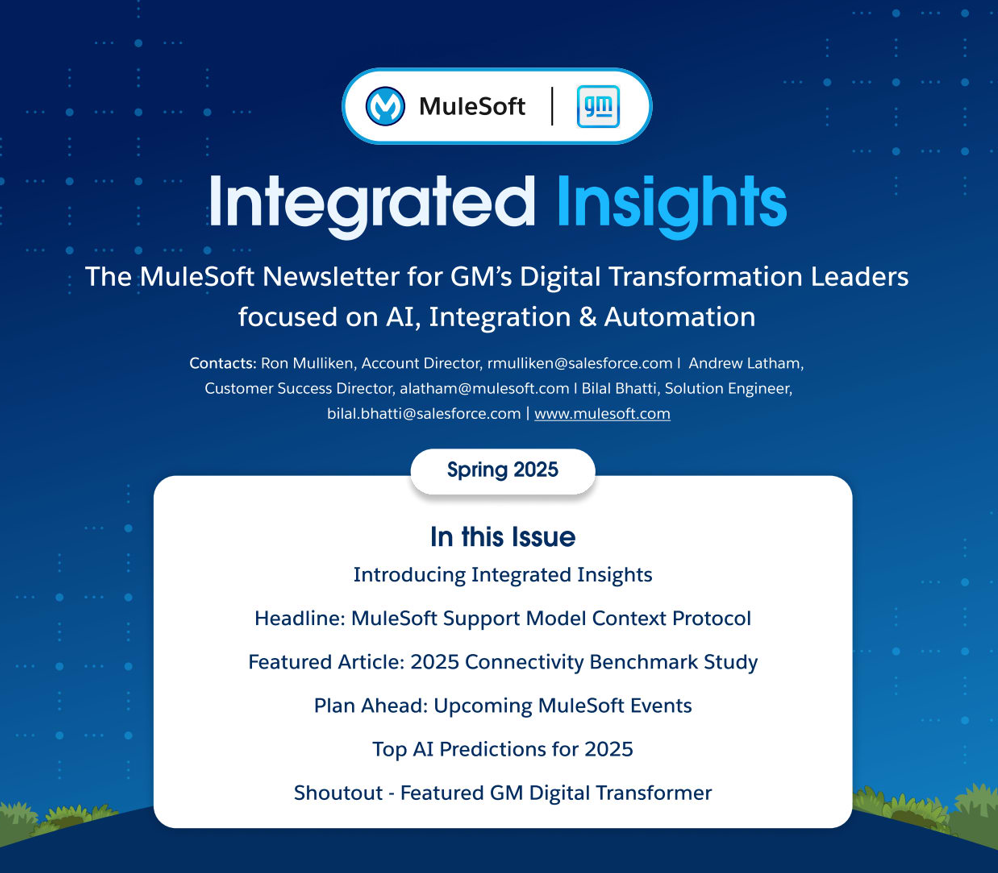 MuleSoft | gm
Integrated Insights
The MuleSoft Newsletter for GM’s Digital Transformation Leaders
focused on AI, Integration & Automation
Contacts: Ron Mulliken, Account Director, rmulliken@salesforce.com I Andrew Latham,
Customer Success Director, alatham@mulesoft.com I Bilal Bhatti, Solution Engineer,
bilal.bhatti@salesforce.com | www.mulesoft.com
Spring 2025
In this Issue
Introducing Integrated Insights
Headline: MuleSoft Support Model Context Protocol
Featured Article: 2025 Connectivity Benchmark Study
Plan Ahead: Upcoming MuleSoft Events
Top AI Predictions for 2025
Shoutout - Featured GM Digital Transformer